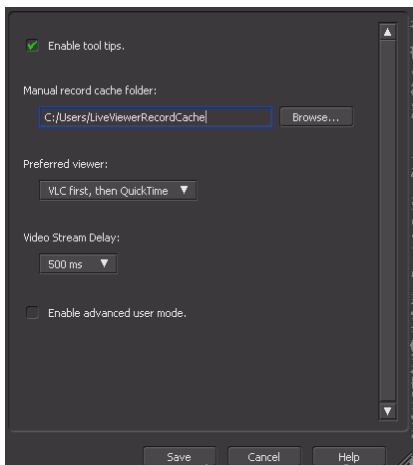 Enable tool tips.
Manual record cache folder:
C:/Users/LiveViewerRecordCache
Browse...
Preferred viewer:
VLC first, then QuickTime
Video Stream Delay:
500 ms
Enable advanced user mode.
Save Cancel Help